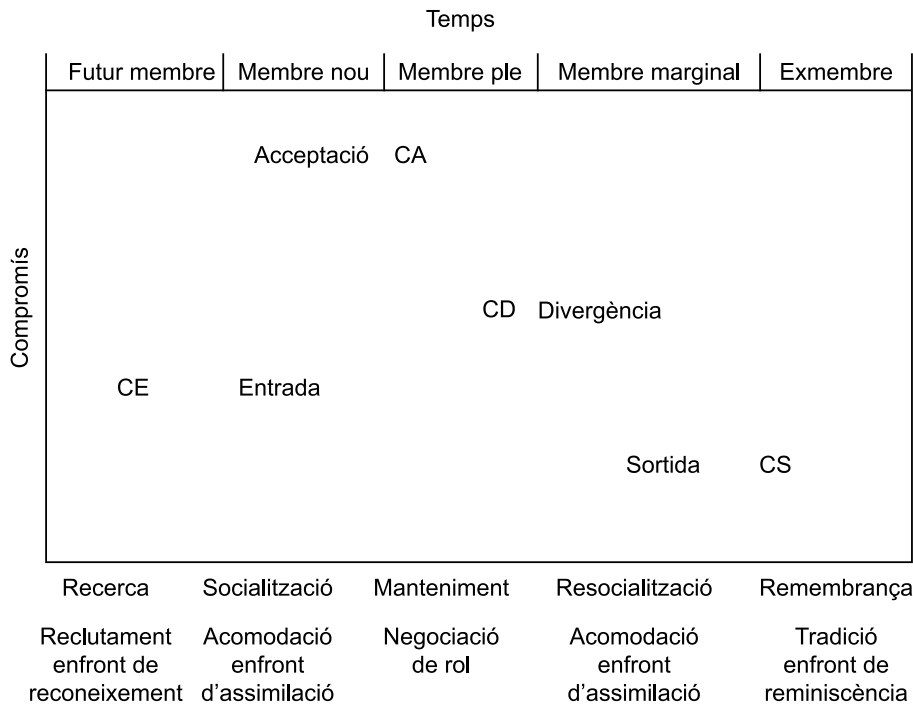 Temps
Futur membre Membre nou Membre ple Membre marginal Exmembre
Acceptació CA
Compromís
CD Divergència
CE Entrada
Sortida CS
Recerca Socialització Manteniment Resocialització Remembrança
Reclutament
enfront de
reconeixement
Acomodació
enfront
d’assimilació
Negociació
de rol
Acomodació
enfront
d’assimilació
Tradició
enfront de
reminiscència